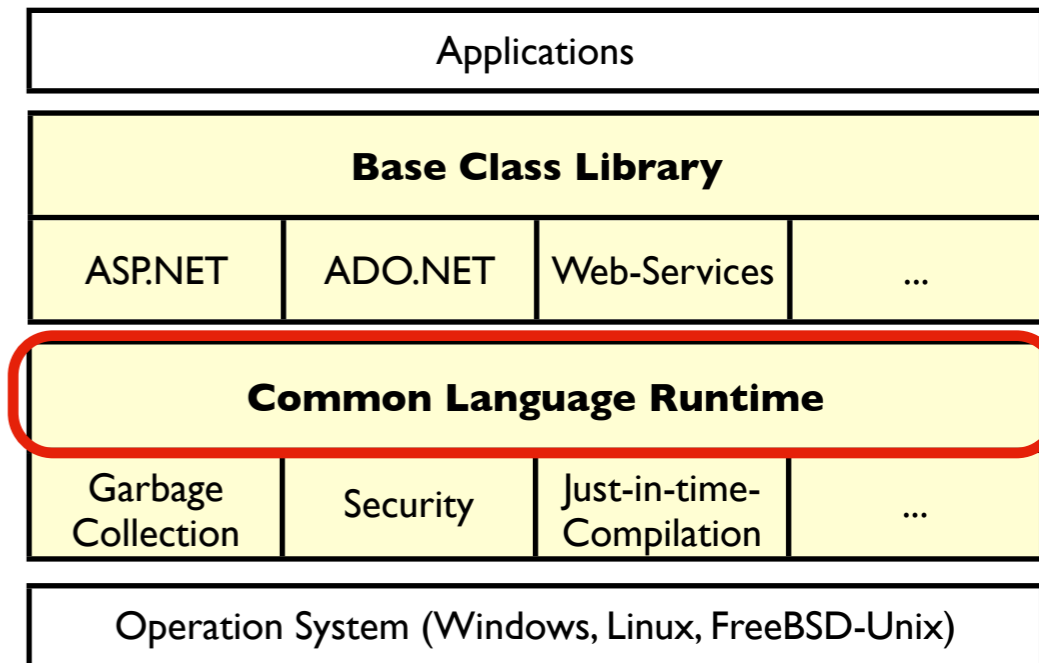 Applications
Base Class Library
ASP.NET ADO.NET Web-Services ...
Common Language Runtime
Garbage Collection Security Just-in-time-Compilation ...
Operation System (Windows, Linux, FreeBSD-Unix)